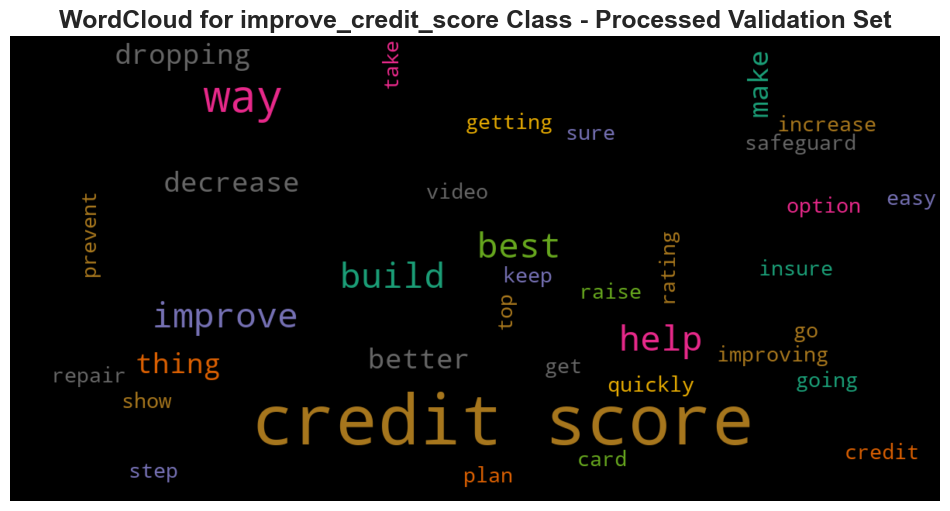 WordCloud for improve_credit_score Class - Processed Validation Set
dropping
take
make
way
getting
sure
increase
safeguard
decrease
video
option
easy
prevent
best
rating
build
keep
insure
raise
top
improve
help
go
thing
better
improving
repair
get
quickly
going
show
credit score
card
credit
step
plan